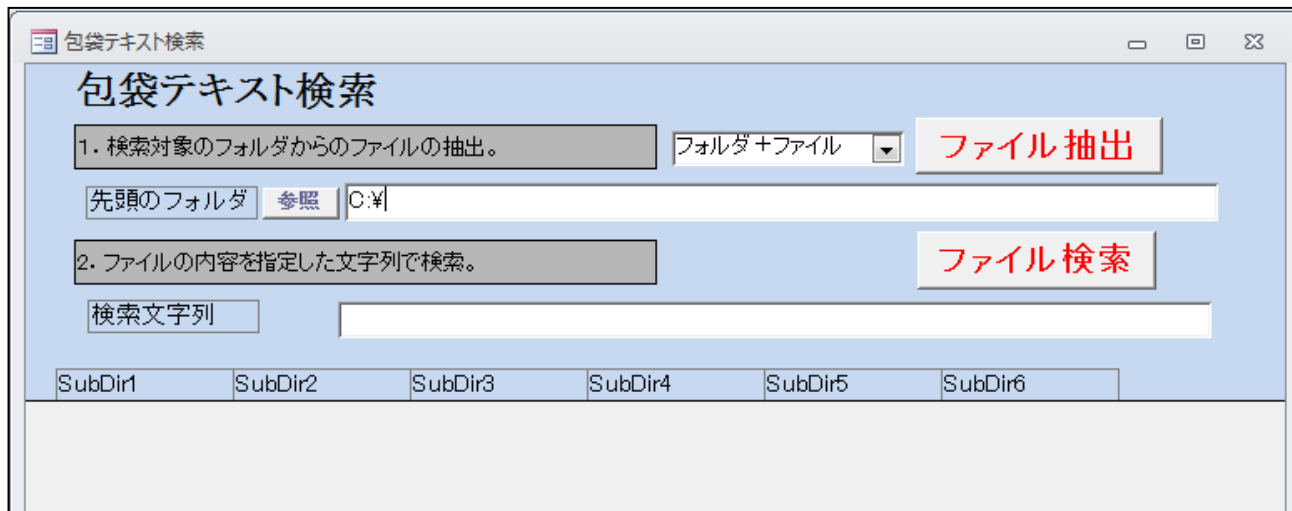 包袋テキスト検索
包袋テキスト検索
1．検索対象のフォルダからのファイルの抽出。 フォルダ＋ファイル ファイル抽出
先頭のフォルダ 参照 C:¥
2．ファイルの内容を指定した文字列で検索。 ファイル検索
検索文字列
SubDir1 SubDir2 SubDir3 SubDir4 SubDir5 SubDir6